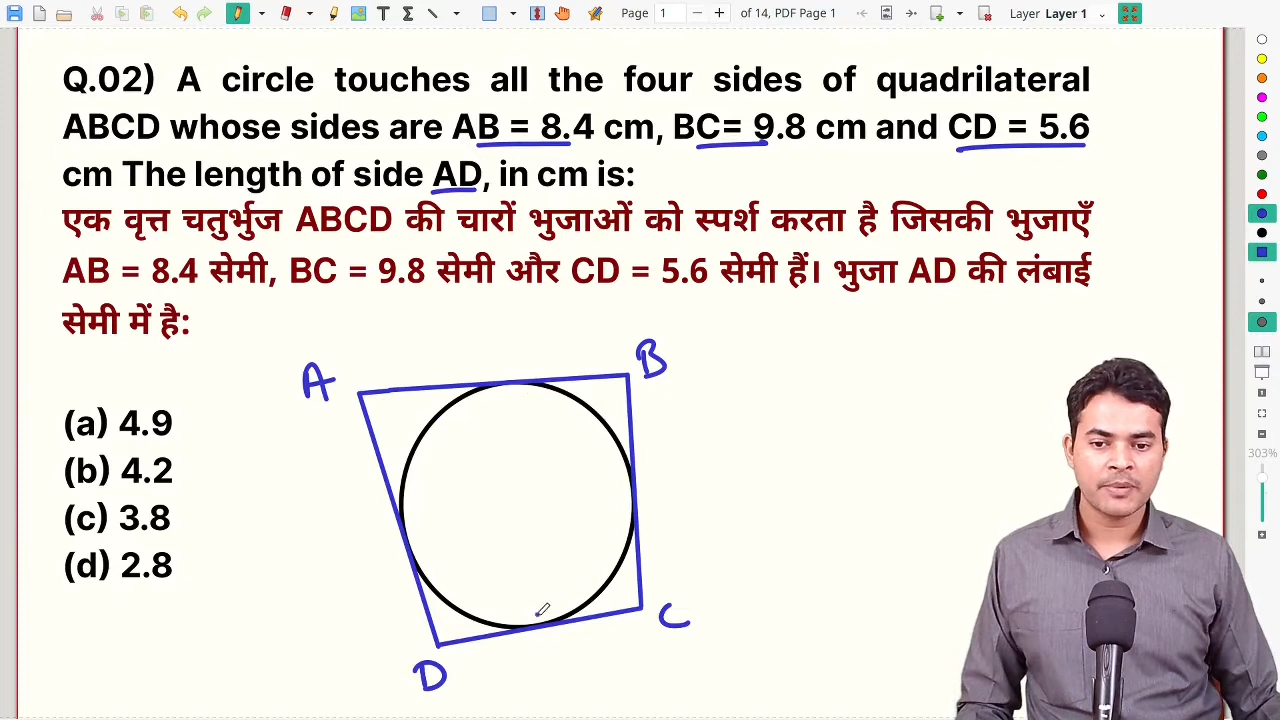 Page 1 of 14, PDF Page 1 Layer Layer 1
Q.02) A circle touches all the four sides of quadrilateral
ABCD whose sides are AB = 8.4 cm, BC= 9.8 cm and CD = 5.6
cm The length of side AD, in cm is:
एक वृत्त चतुर्भुज ABCD की चारों भुजाओं को स्पर्श करता है जिसकी भुजाएँ
AB = 8.4 सेमी, BC = 9.8 सेमी और CD = 5.6 सेमी हैं। भुजा AD की लंबाई
सेमी में है:
A
B
(a) 4.9
(b) 4.2
(c) 3.8
(d) 2.8
C
D
303%